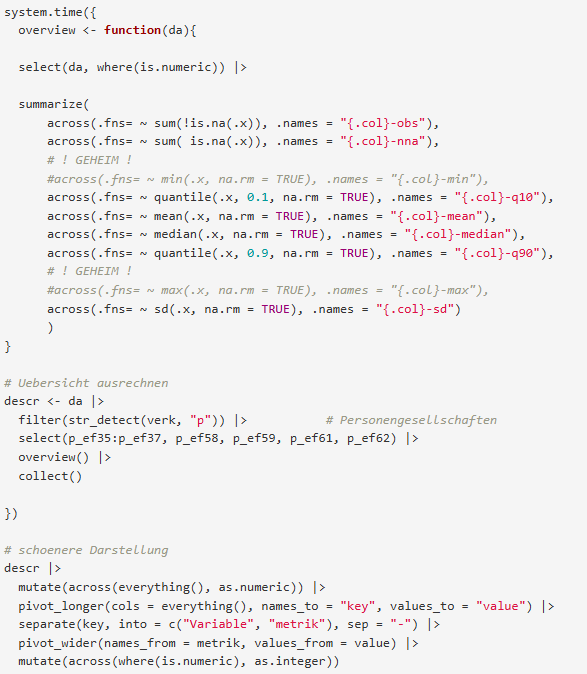 system.time({
  overview <- function(da){

  select(da, where(is.numeric)) |>

  summarize(
      across(.fns= ~ sum(!is.na(.x)), .names = "{.col}-obs"),
      across(.fns= ~ sum( is.na(.x)), .names = "{.col}-nna"),
      # ! GEHEIM !
      #across(.fns= ~ min(.x, na.rm = TRUE), .names = "{.col}-min"),
      across(.fns= ~ quantile(.x, 0.1, na.rm = TRUE), .names = "{.col}-q10"),
      across(.fns= ~ mean(.x, na.rm = TRUE), .names = "{.col}-mean"),
      across(.fns= ~ median(.x, na.rm = TRUE), .names = "{.col}-median"),
      across(.fns= ~ quantile(.x, 0.9, na.rm = TRUE), .names = "{.col}-q90"),
      # ! GEHEIM !
      #across(.fns= ~ max(.x, na.rm = TRUE), .names = "{.col}-max"),
      across(.fns= ~ sd(.x, na.rm = TRUE), .names = "{.col}-sd")
      )
}

# Uebersicht ausrechnen
descr <- da |>
  filter(str_detect(verk, "p")) |>           # Personengesellschaften
  select(p_ef35:p_ef37, p_ef58, p_ef59, p_ef61, p_ef62) |>
  overview() |>
  collect()

})

# schoenere Darstellung
descr |>
  mutate(across(everything(), as.numeric)) |>
  pivot_longer(cols = everything(), names_to = "key", values_to = "value") |>
  separate(key, into = c("Variable", "metrik"), sep = "-") |>
  pivot_wider(names_from = metrik, values_from = value) |>
  mutate(across(where(is.numeric), as.integer))